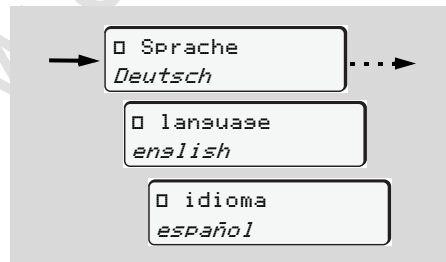 ▯ Sprache
Deutsch
▯ language
english
▯ idioma
español